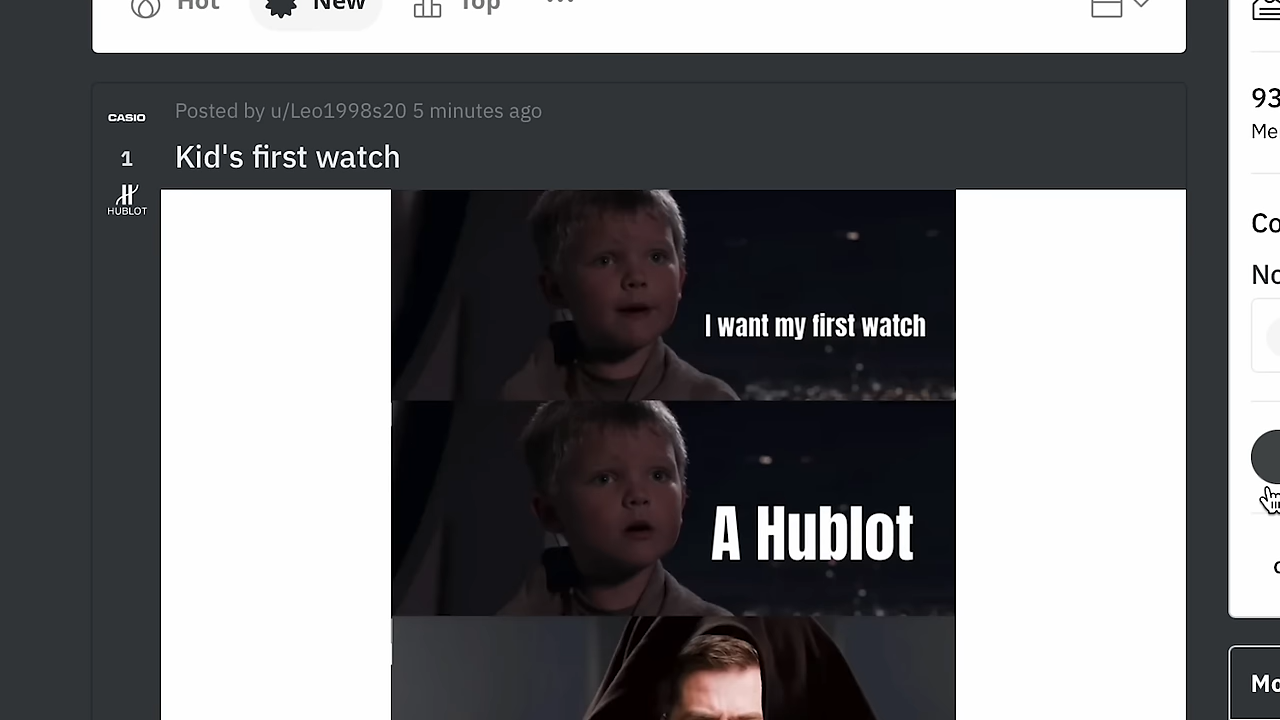 Hot
New
Top
Posted by u/Leo1998s20 5 minutes ago
CASIO
1
Kid's first watch
HUBLOT
I want my first watch
A Hublot
93
Me
Co
No
Mo